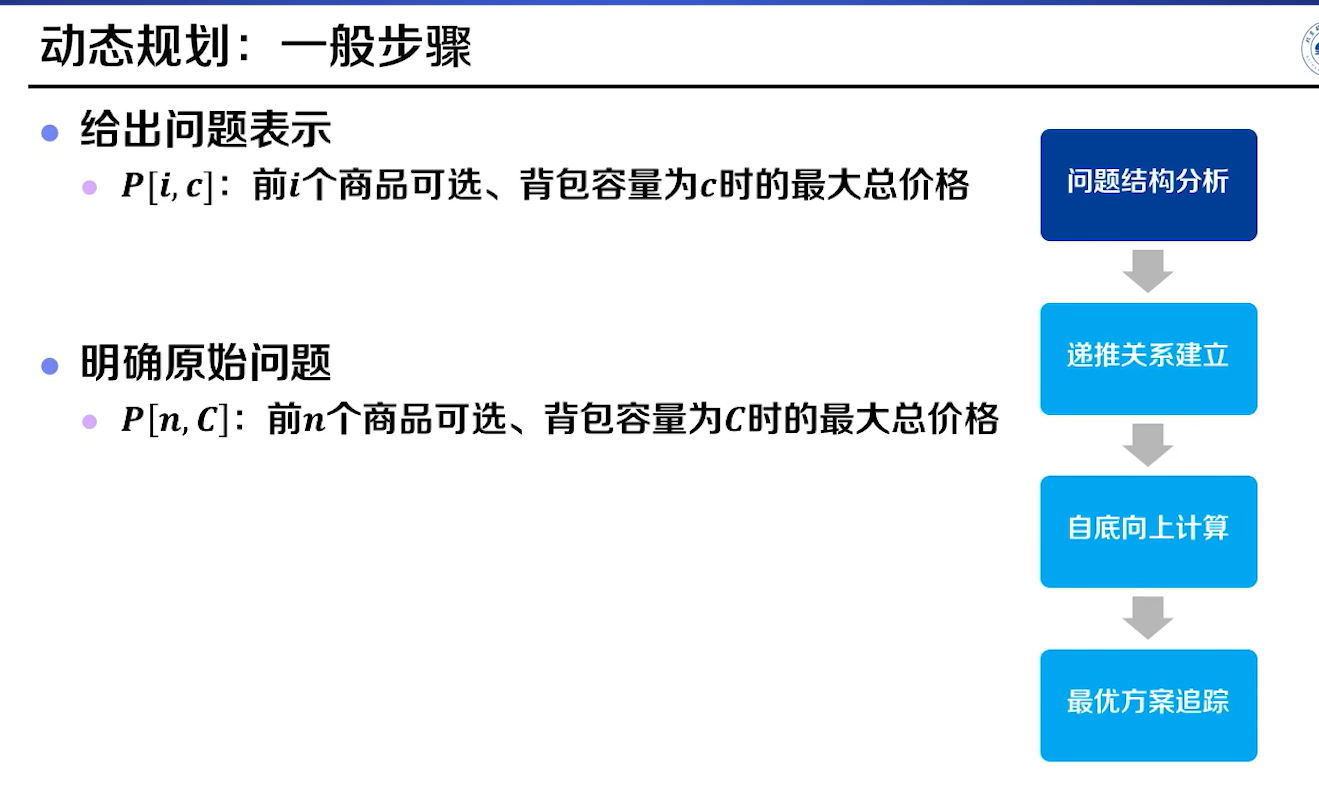 动态规划：一般步骤
给出问题表示
P[i, c]：前i个商品可选、背包容量为c时的最大总价格
明确原始问题
P[n, C]：前n个商品可选、背包容量为C时的最大总价格
问题结构分析
递推关系建立
自底向上计算
最优方案追踪